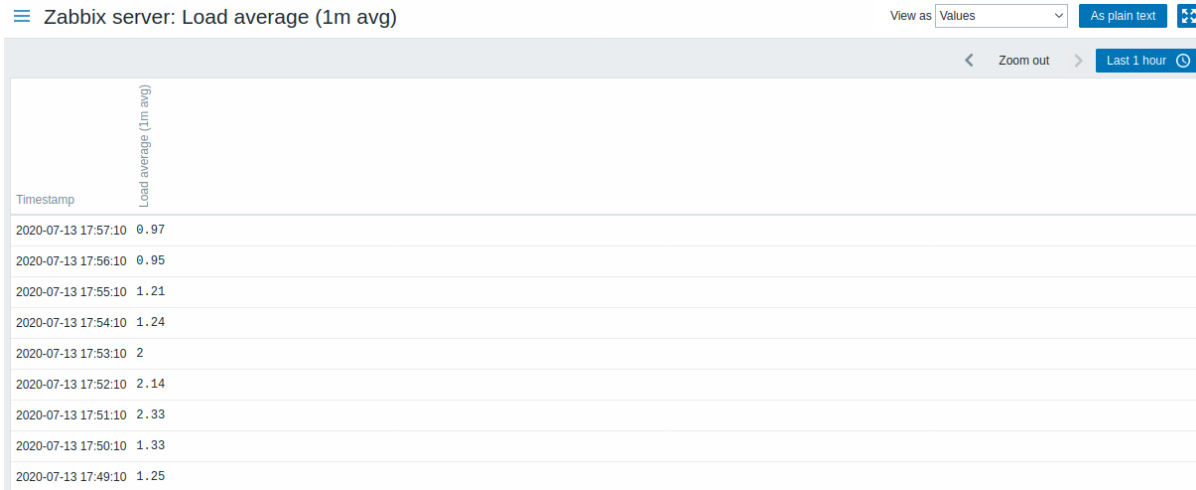 Zabbix server: Load average (1m avg)
View as Values As plain text
Zoom out Last 1 hour
Timestamp Load average (1m avg)
2020-07-13 17:57:10 0.97
2020-07-13 17:56:10 0.95
2020-07-13 17:55:10 1.21
2020-07-13 17:54:10 1.24
2020-07-13 17:53:10 2
2020-07-13 17:52:10 2.14
2020-07-13 17:51:10 2.33
2020-07-13 17:50:10 1.33
2020-07-13 17:49:10 1.25